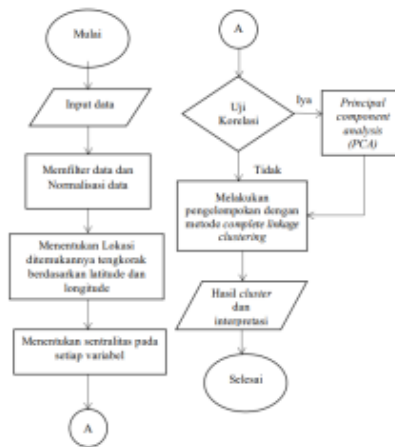 Mulai
Input data
Memfilter data dan
Normalisasi data
Menentukan Lokasi
ditemukannya tengkorak
berdasarkan latitude dan
longitude
Menentukan sentralitas pada
setiap variabel
A
A
Uji
Korelasi
Iya
Principal
component
analysis
(PCA)
Tidak
Melakukan
pengelompokan dengan
metode complete linkage
clustering
Hasil cluster
dan
interpretasi
Selesai